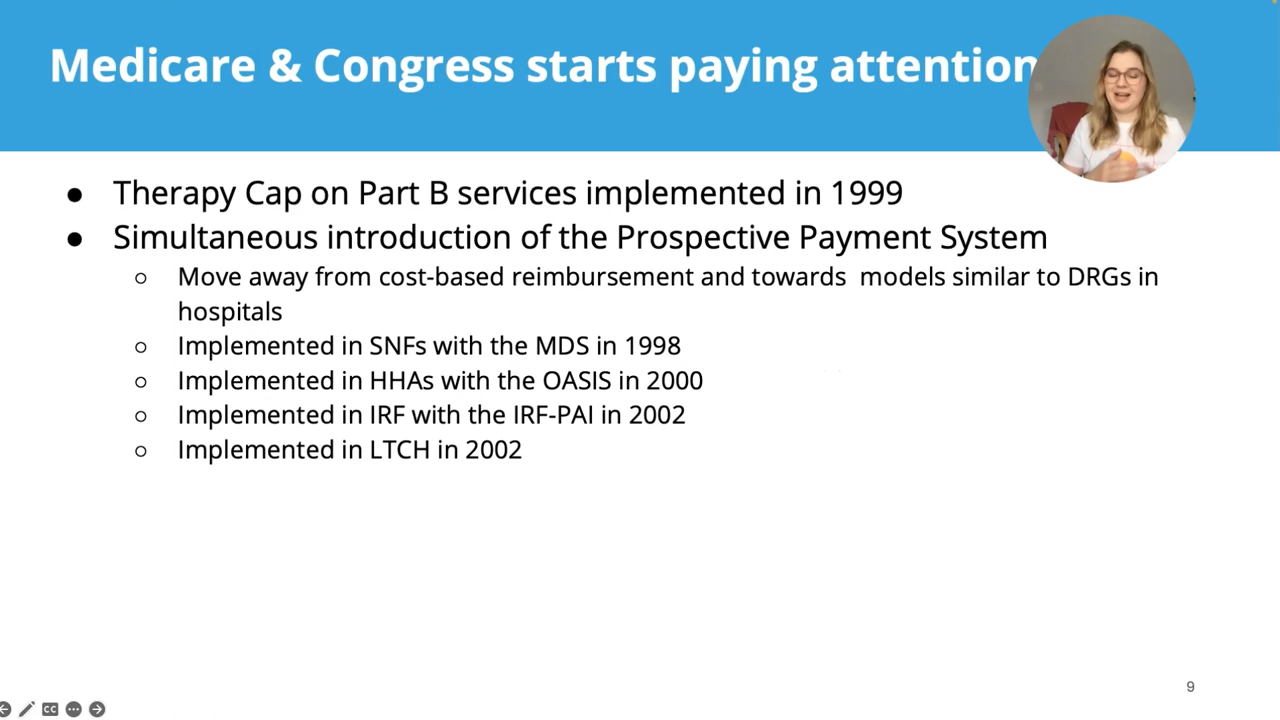 Medicare & Congress starts paying attention
● Therapy Cap on Part B services implemented in 1999
● Simultaneous introduction of the Prospective Payment System
○ Move away from cost-based reimbursement and towards  models similar to DRGs in
hospitals
○ Implemented in SNFs with the MDS in 1998
○ Implemented in HHAs with the OASIS in 2000
○ Implemented in IRF with the IRF-PAI in 2002
○ Implemented in LTCH in 2002
9
CC